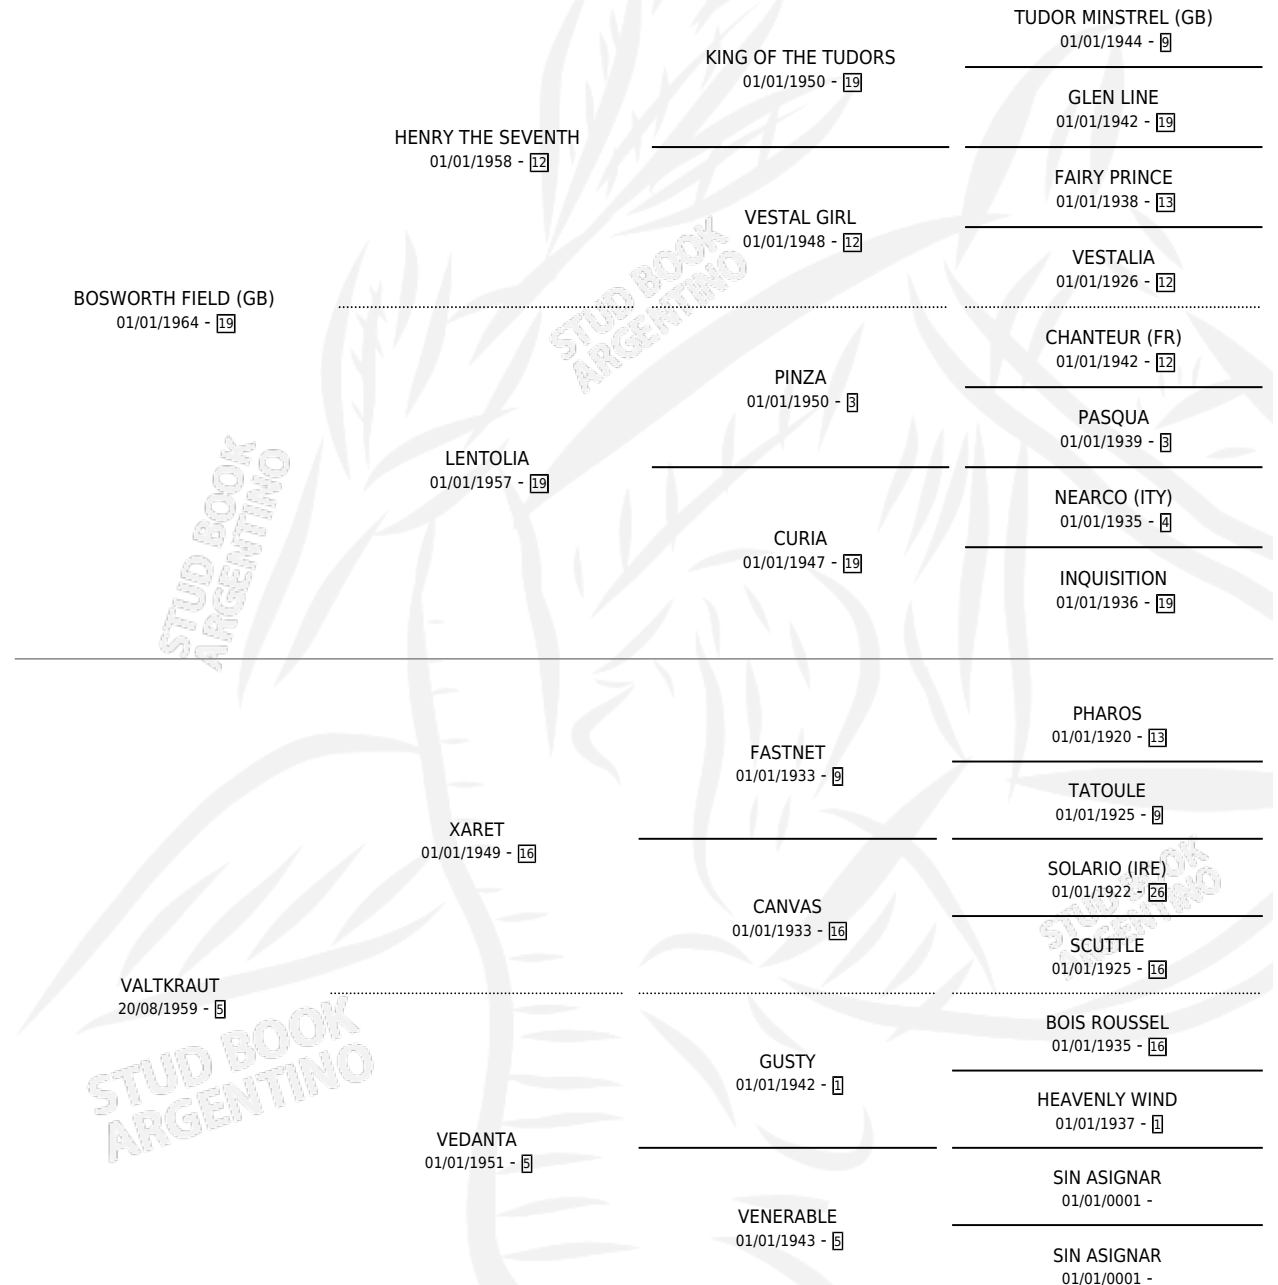 TUDOR MINSTREL (GB)
01/01/1944 - 9
KING OF THE TUDORS
01/01/1950 - 19
GLEN LINE
01/01/1942 - 19
HENRY THE SEVENTH
01/01/1958 - 12
FAIRY PRINCE
01/01/1938 - 13
VESTAL GIRL
01/01/1948 - 12
VESTALIA
01/01/1926 - 12
BOSWORTH FIELD (GB)
01/01/1964 - 19
STUD BOOK
ARGENTINO
CHANTEUR (FR)
01/01/1942 - 12
PINZA
01/01/1950 - 3
PASQUA
01/01/1939 - 3
LENTOLIA
01/01/1957 - 19
NEARCO (ITY)
01/01/1935 - 4
CURIA
01/01/1947 - 19
INQUISITION
01/01/1936 - 19
STUD BOOK
ARGENTINO
PHAROS
01/01/1920 - 13
FASTNET
01/01/1933 - 9
TATOULE
01/01/1925 - 9
XARET
01/01/1949 - 16
SOLARIO (IRE)
01/01/1922 - 26
CANVAS
01/01/1933 - 16
SCUTTLE
01/01/1925 - 16
STUD BOOK
ARGENTINO
VALTKRAUT
20/08/1959 - 5
BOIS ROUSSEL
01/01/1935 - 16
GUSTY
01/01/1942 - 1
HEAVENLY WIND
01/01/1937 - 1
STUD BOOK
ARGENTINO
VEDANTA
01/01/1951 - 5
SIN ASIGNAR
01/01/0001 -
VENERABLE
01/01/1943 - 5
SIN ASIGNAR
01/01/0001 -